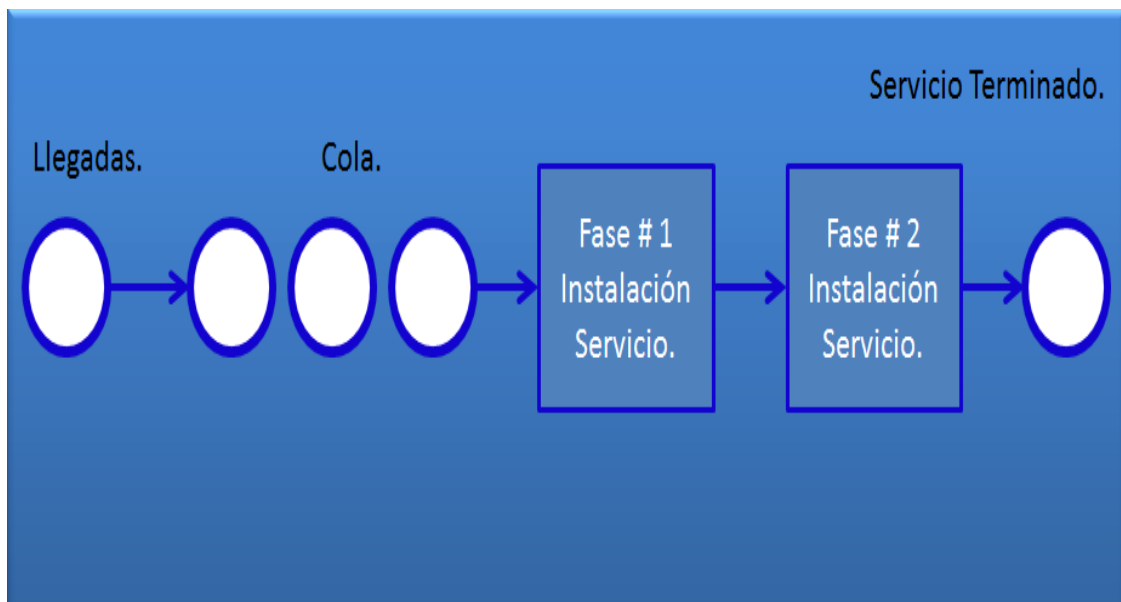 Servicio Terminado.
Llegadas.
Cola.
Fase # 1
Instalación
Servicio.
Fase # 2
Instalación
Servicio.